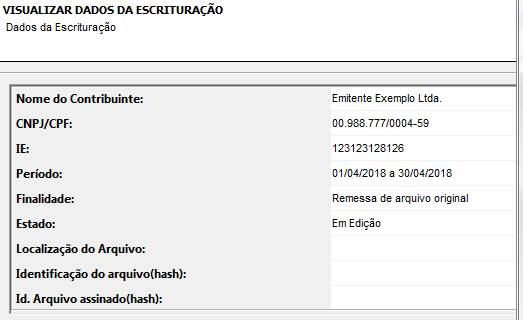 VISUALIZAR DADOS DA ESCRITURAÇÃO
Dados da Escrituração
Nome do Contribuinte: Emitente Exemplo Ltda.
CNPJ/CPF: 00.988.777/0004-59
IE: 123123128126
Período: 01/04/2018 a 30/04/2018
Finalidade: Remessa de arquivo original
Estado: Em Edição
Localização do Arquivo:
Identificação do arquivo(hash):
Id. Arquivo assinado(hash):